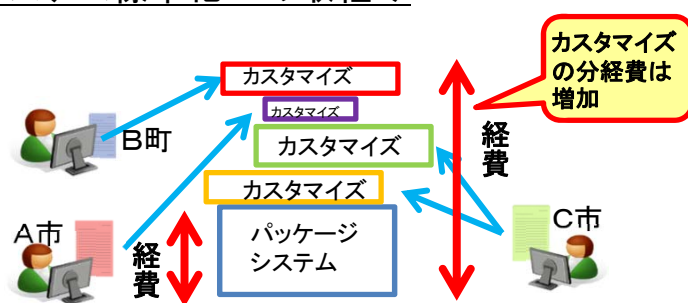 カスタマイズ
の分経費は
増加
カスタマイズ
カスタマイズ
B町
カスタマイズ
経費
カスタマイズ
A市
パッケージ
システム
経費
C市